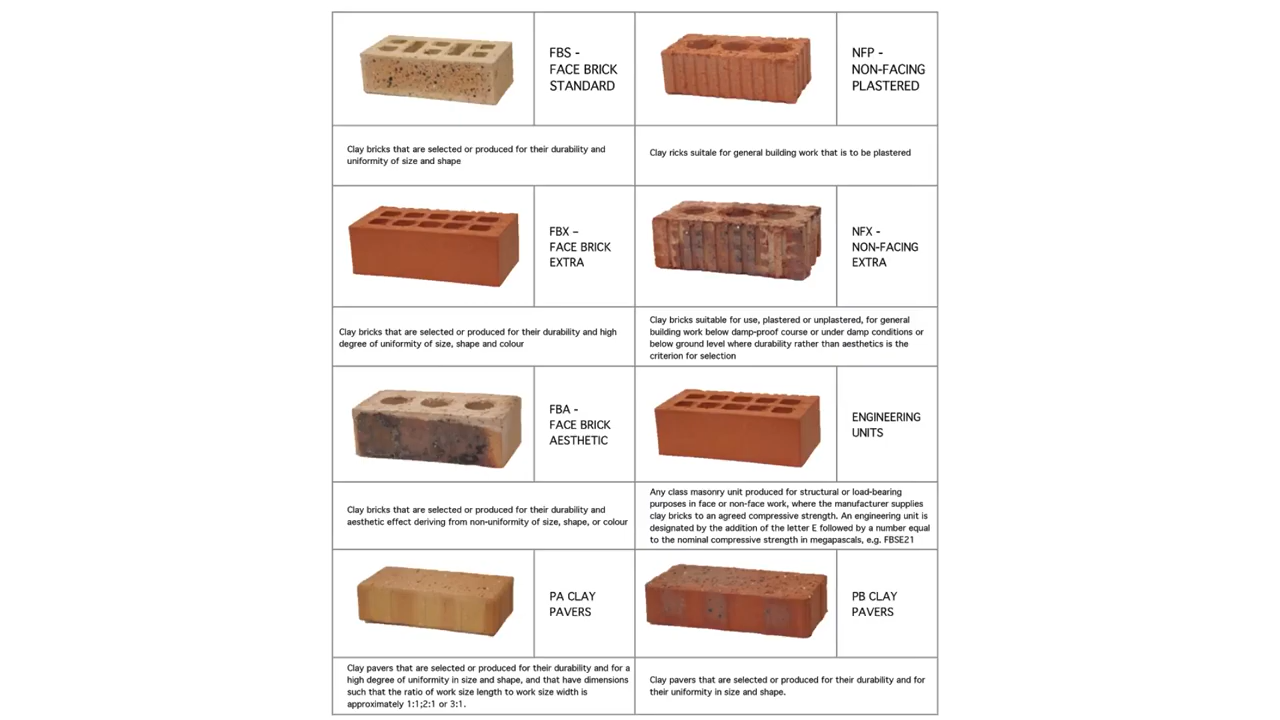 FBS -
FACE BRICK
STANDARD
NFP -
NON-FACING
PLASTERED
Clay bricks that are selected or produced for their durability and
uniformity of size and shape
Clay ricks suitale for general building work that is to be plastered
FBX –
FACE BRICK
EXTRA
NFX -
NON-FACING
EXTRA
Clay bricks that are selected or produced for their durability and high
degree of uniformity of size, shape and colour
Clay bricks suitable for use, plastered or unplastered, for general
building work below damp-proof course or under damp conditions or
below ground level where durability rather than aesthetics is the
criterion for selection
FBA -
FACE BRICK
AESTHETIC
ENGINEERING
UNITS
Clay bricks that are selected or produced for their durability and
aesthetic effect deriving from non-uniformity of size, shape, or colour
Any class masonry unit produced for structural or load-bearing
purposes in face or non-face work, where the manufacturer supplies
clay bricks to an agreed compressive strength. An engineering unit is
designated by the addition of the letter E followed by a number equal
to the nominal compressive strength in megapascals, e.g. FBSE21
PA CLAY
PAVERS
PB CLAY
PAVERS
Clay pavers that are selected or produced for their durability and for a
high degree of uniformity in size and shape, and that have dimensions
such that the ratio of work size length to work size width is
approximately 1:1;2:1 or 3:1.
Clay pavers that are selected or produced for their durability and for
their uniformity in size and shape.